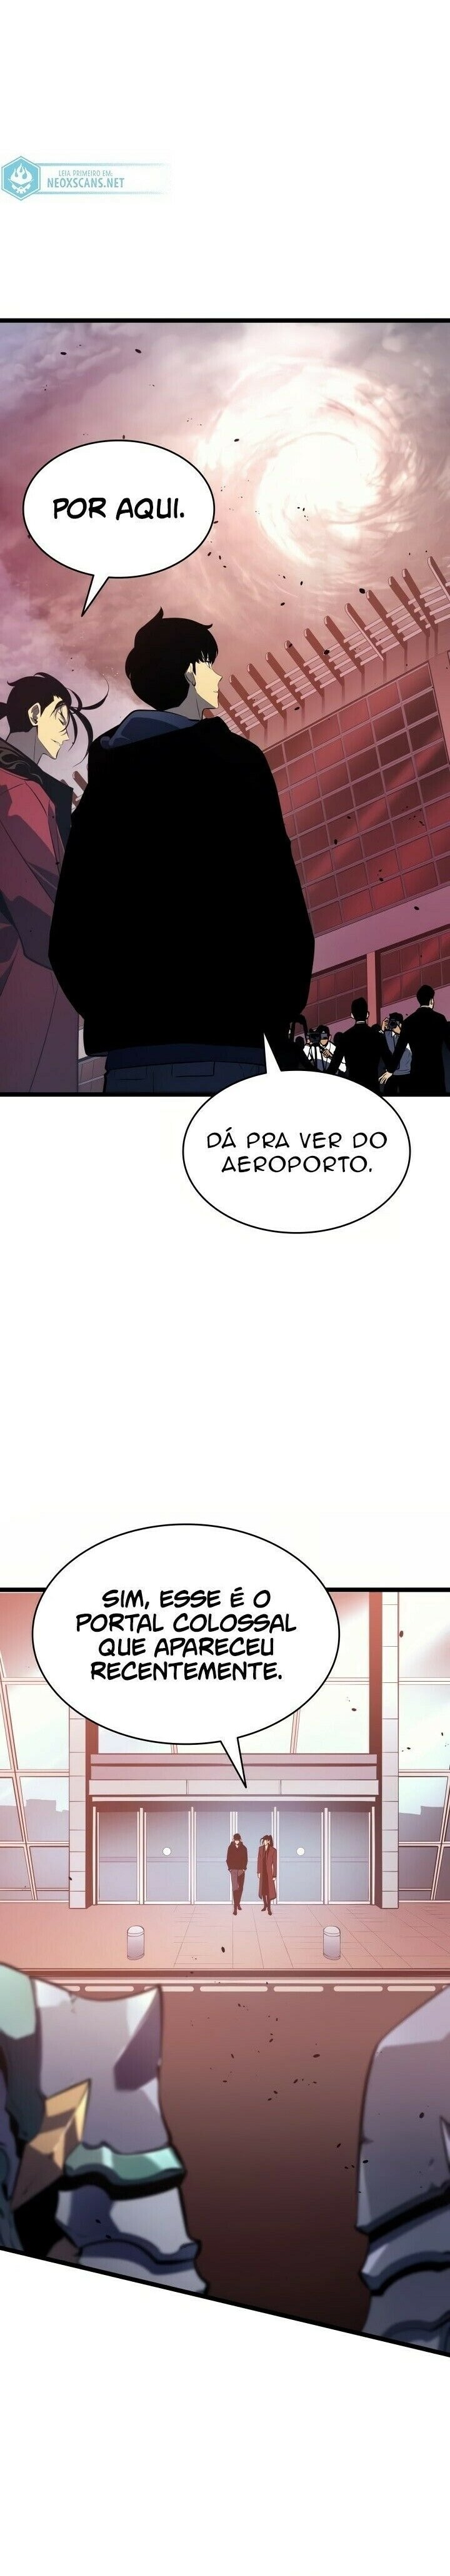 LEIA PRIMEIRO EM:
NEOXSCANS.NET
POR AQUI.
DÁ PRA VER DO
AEROPORTO.
SIM, ESSE É O
PORTAL COLOSSAL
QUE APARECEU
RECENTEMENTE.